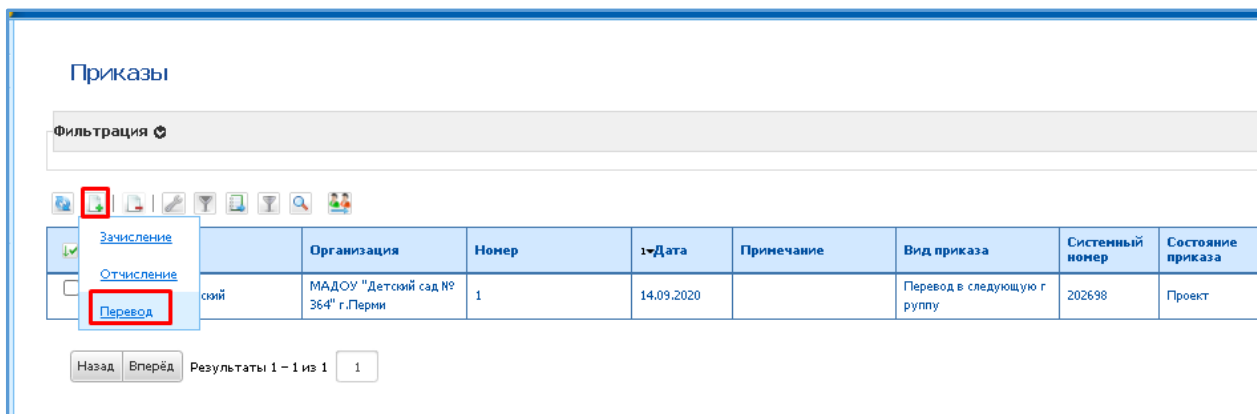 Приказы
Фильтрация
Зачисление
Отчисление
Перевод
Организация
Номер
1 Дата
Примечание
Вид приказа
Системный
номер
Состояние
приказа
ский
МАДОУ "Детский сад №
364" г.Перми
1
14.09.2020
Перевод в следующую г
руппу
202698
Проект
Назад Вперёд Результаты 1 – 1 из 1 1